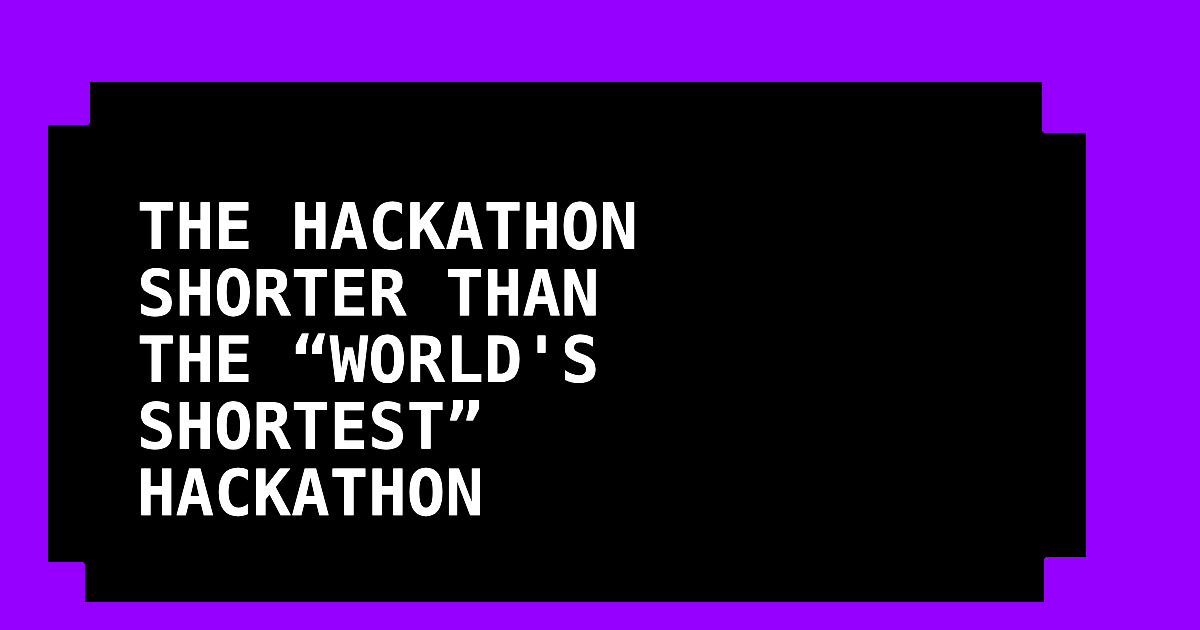 THE HACKATHON
SHORTER THAN
THE “WORLD'S
SHORTEST”
HACKATHON